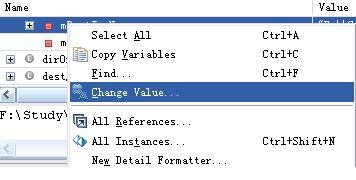 Name Value
m
Select All Ctrl+A
m Copy Variables Ctrl+C
dirO Find... Ctrl+F
dest
Change Value...
F:\Study\
All References...
All Instances... Ctrl+Shift+N
New Detail Formatter...